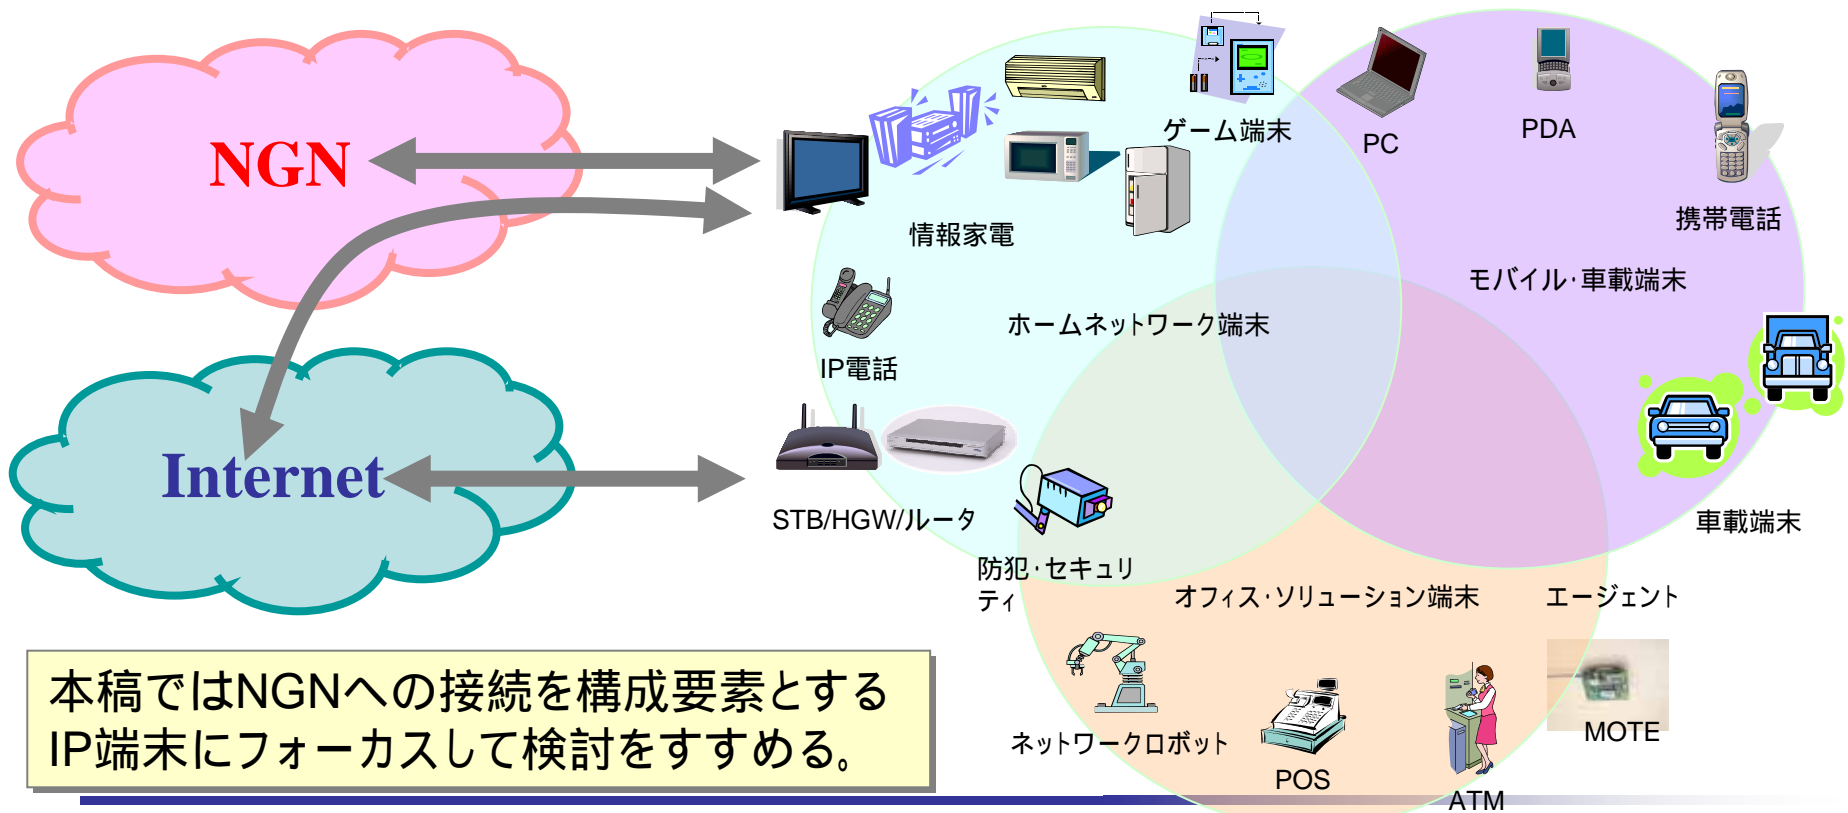 NGN
Internet
ゲーム端末
PC
PDA
携帯電話
情報家電
モバイル・車載端末
ホームネットワーク端末
IP電話
STB/HGW/ルータ
車載端末
防犯・セキュリ
ティ
オフィス・ソリューション端末
エージェント
ネットワークロボット
POS
ATM
MOTE
本稿ではNGNへの接続を構成要素とする
IP端末にフォーカスして検討をすすめる。